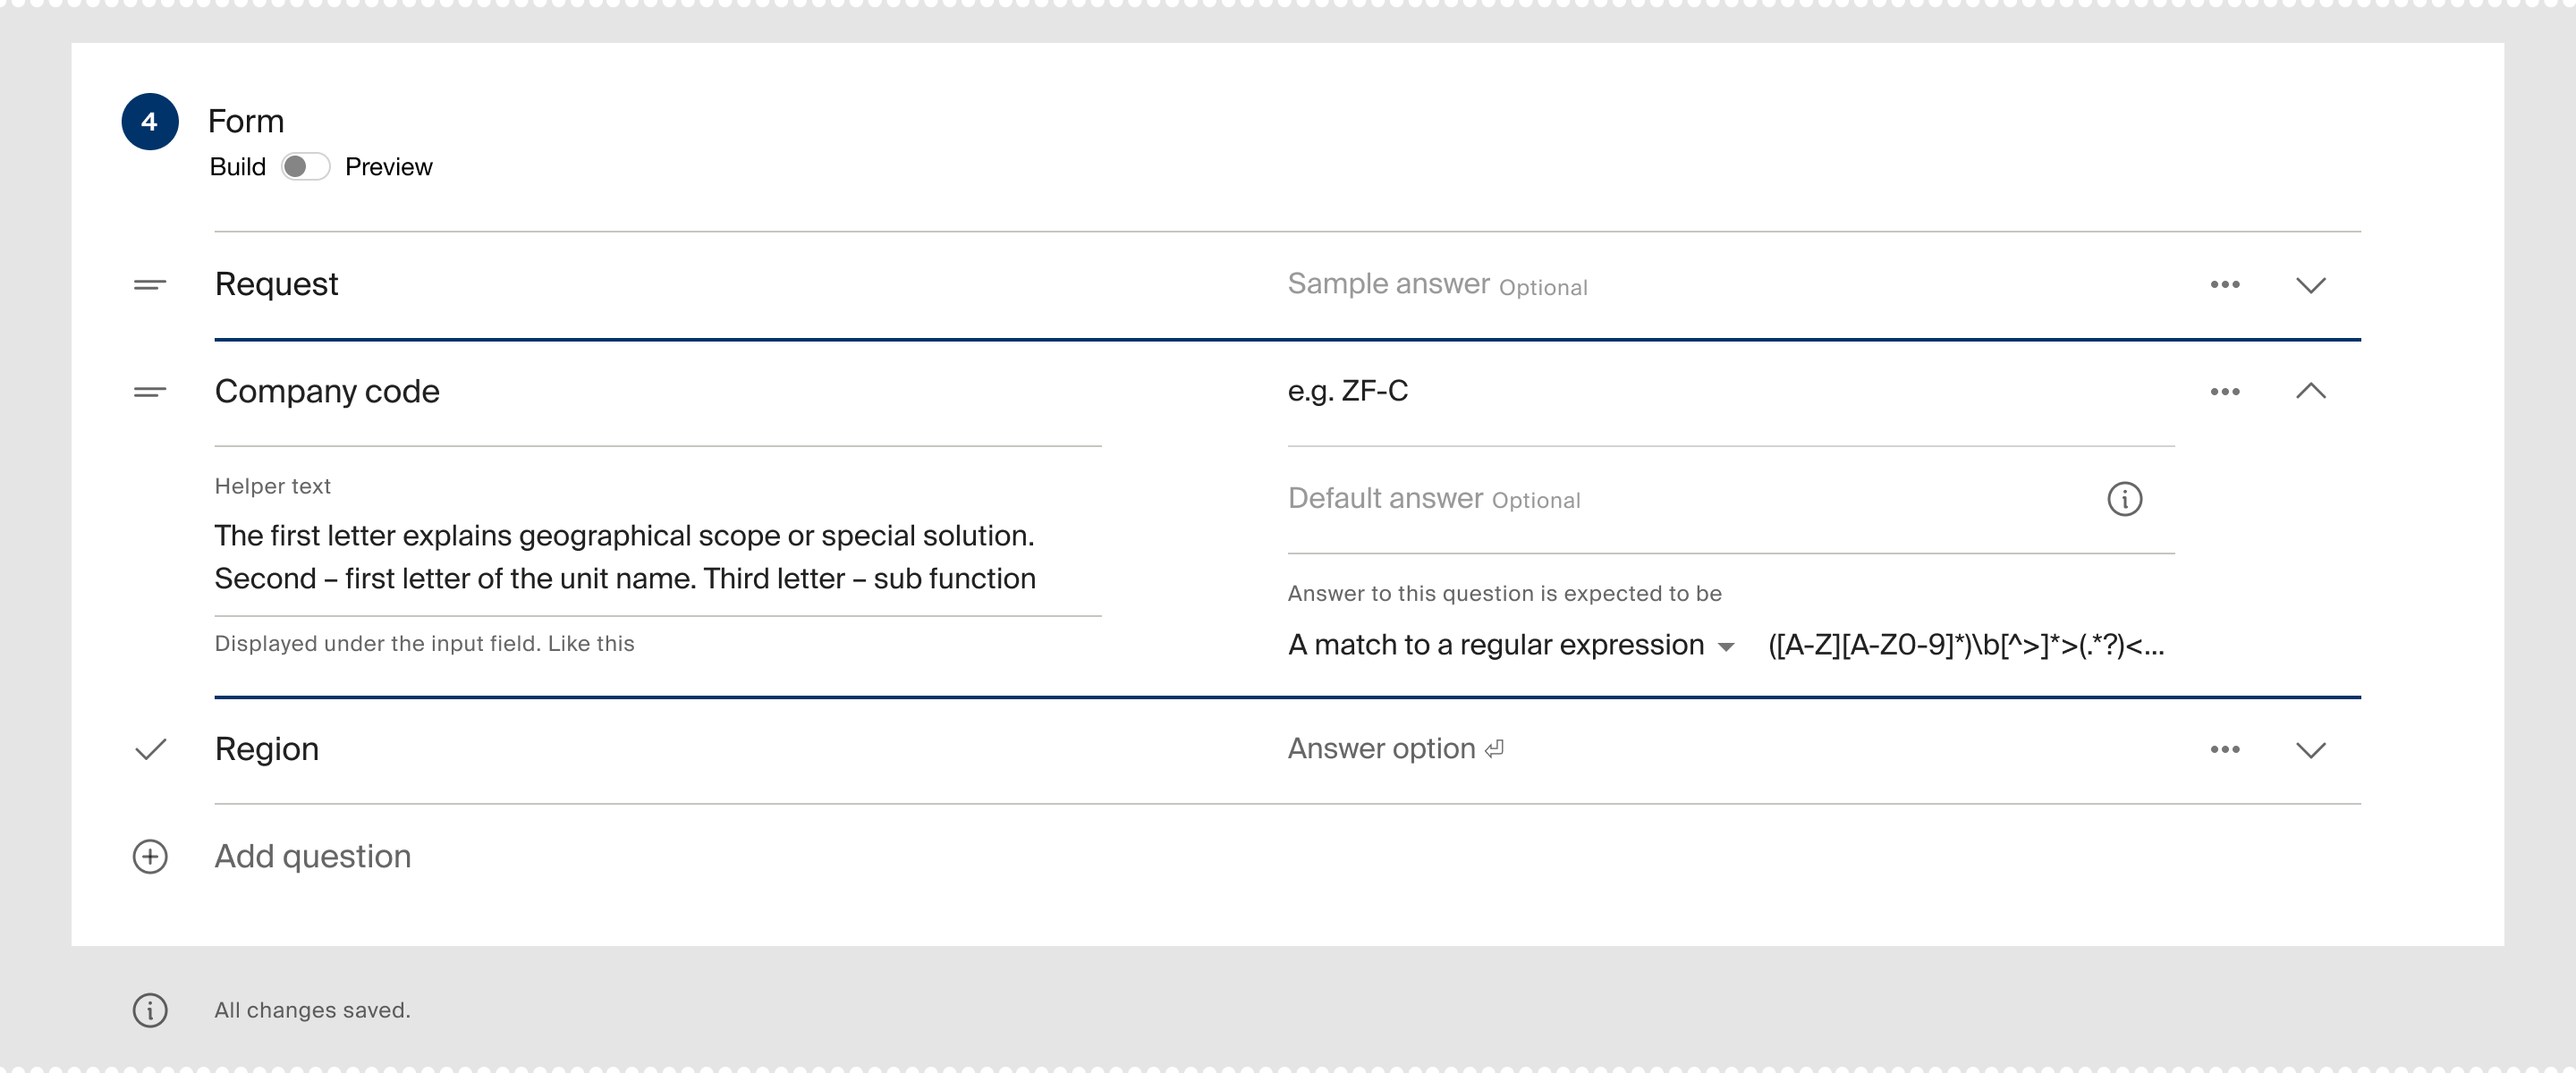 4
Form
Build Preview
Request
Sample answer Optional
Company code
e.g. ZF-C
Helper text
The first letter explains geographical scope or special solution.
Second – first letter of the unit name. Third letter – sub function
Displayed under the input field. Like this
Default answer Optional
Answer to this question is expected to be
A match to a regular expression ([A-Z][A-Z0-9]*)\b[^>]*>(.*?)<...
Region
Answer option ⏎
Add question
All changes saved.